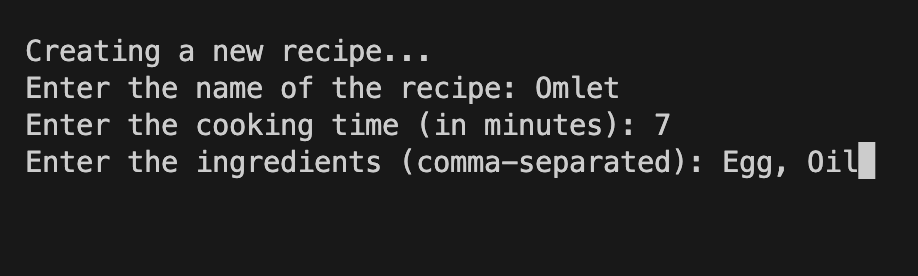 Creating a new recipe...
Enter the name of the recipe: Omlet
Enter the cooking time (in minutes): 7
Enter the ingredients (comma-separated): Egg, Oil